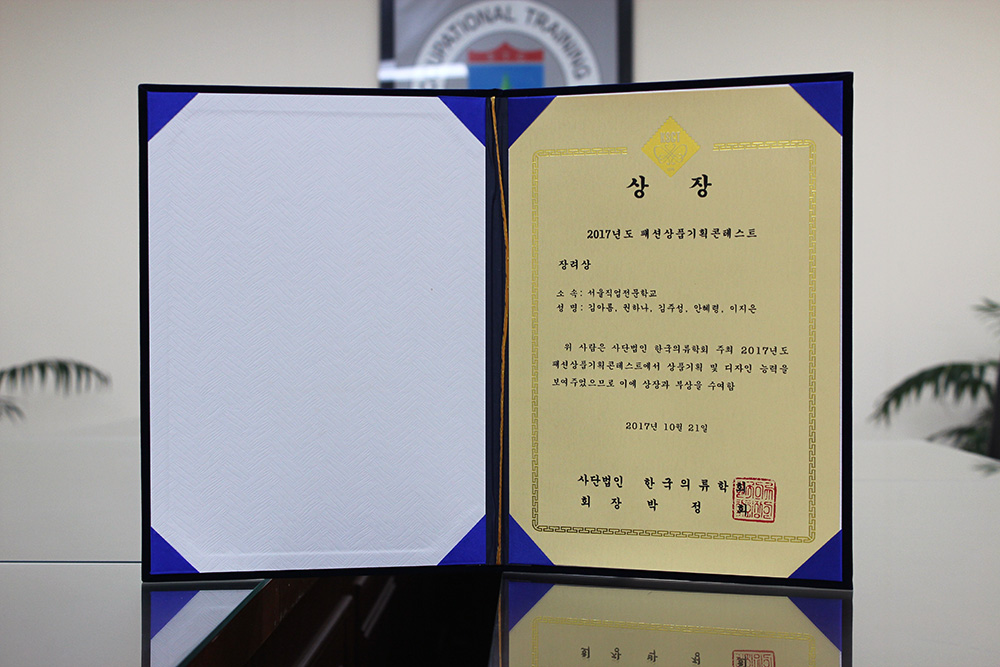 UPATIONAL TRAINING
상 장
2017년도 패션상품기획콘테스트
장려상
소 속 : 서울직업전문학교
성 명 : 김아름, 권하나, 김주성, 안혜령, 이지은
위 사람은 사단법인 한국의류학회 주최 2017년도
패션상품기획콘테스트에서 상품기획 및 디자인 능력을
보여주었으므로 이에 상장과 부상을 수여함
2017년 10월 21일
사단법인 한국의류학회
회 장 박 정 희